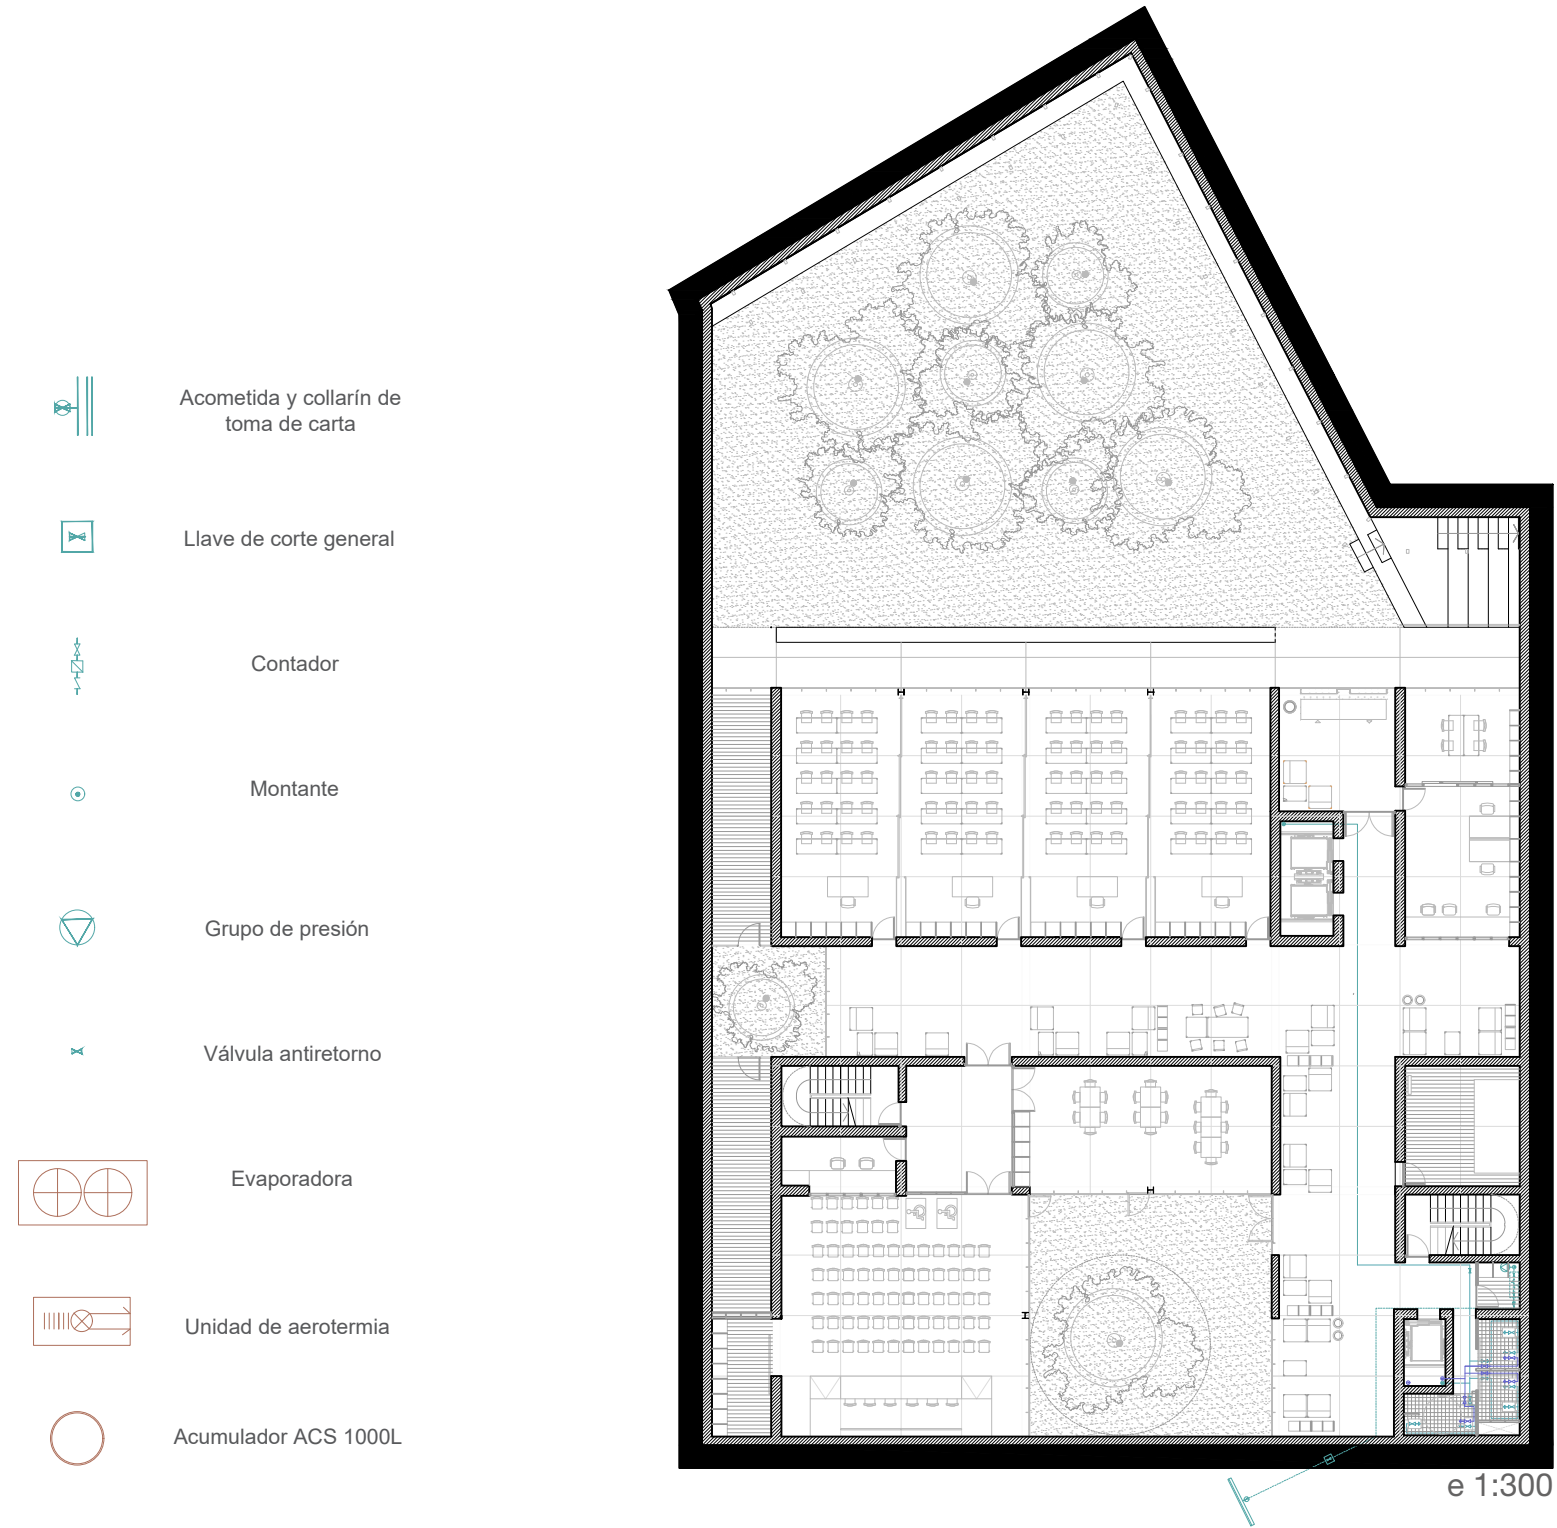 Acometida y collarín de
toma de carta
Llave de corte general
Contador
Montante
Grupo de presión
Válvula antiretorno
Evaporadora
Unidad de aerotermia
Acumulador ACS 1000L
e 1:300